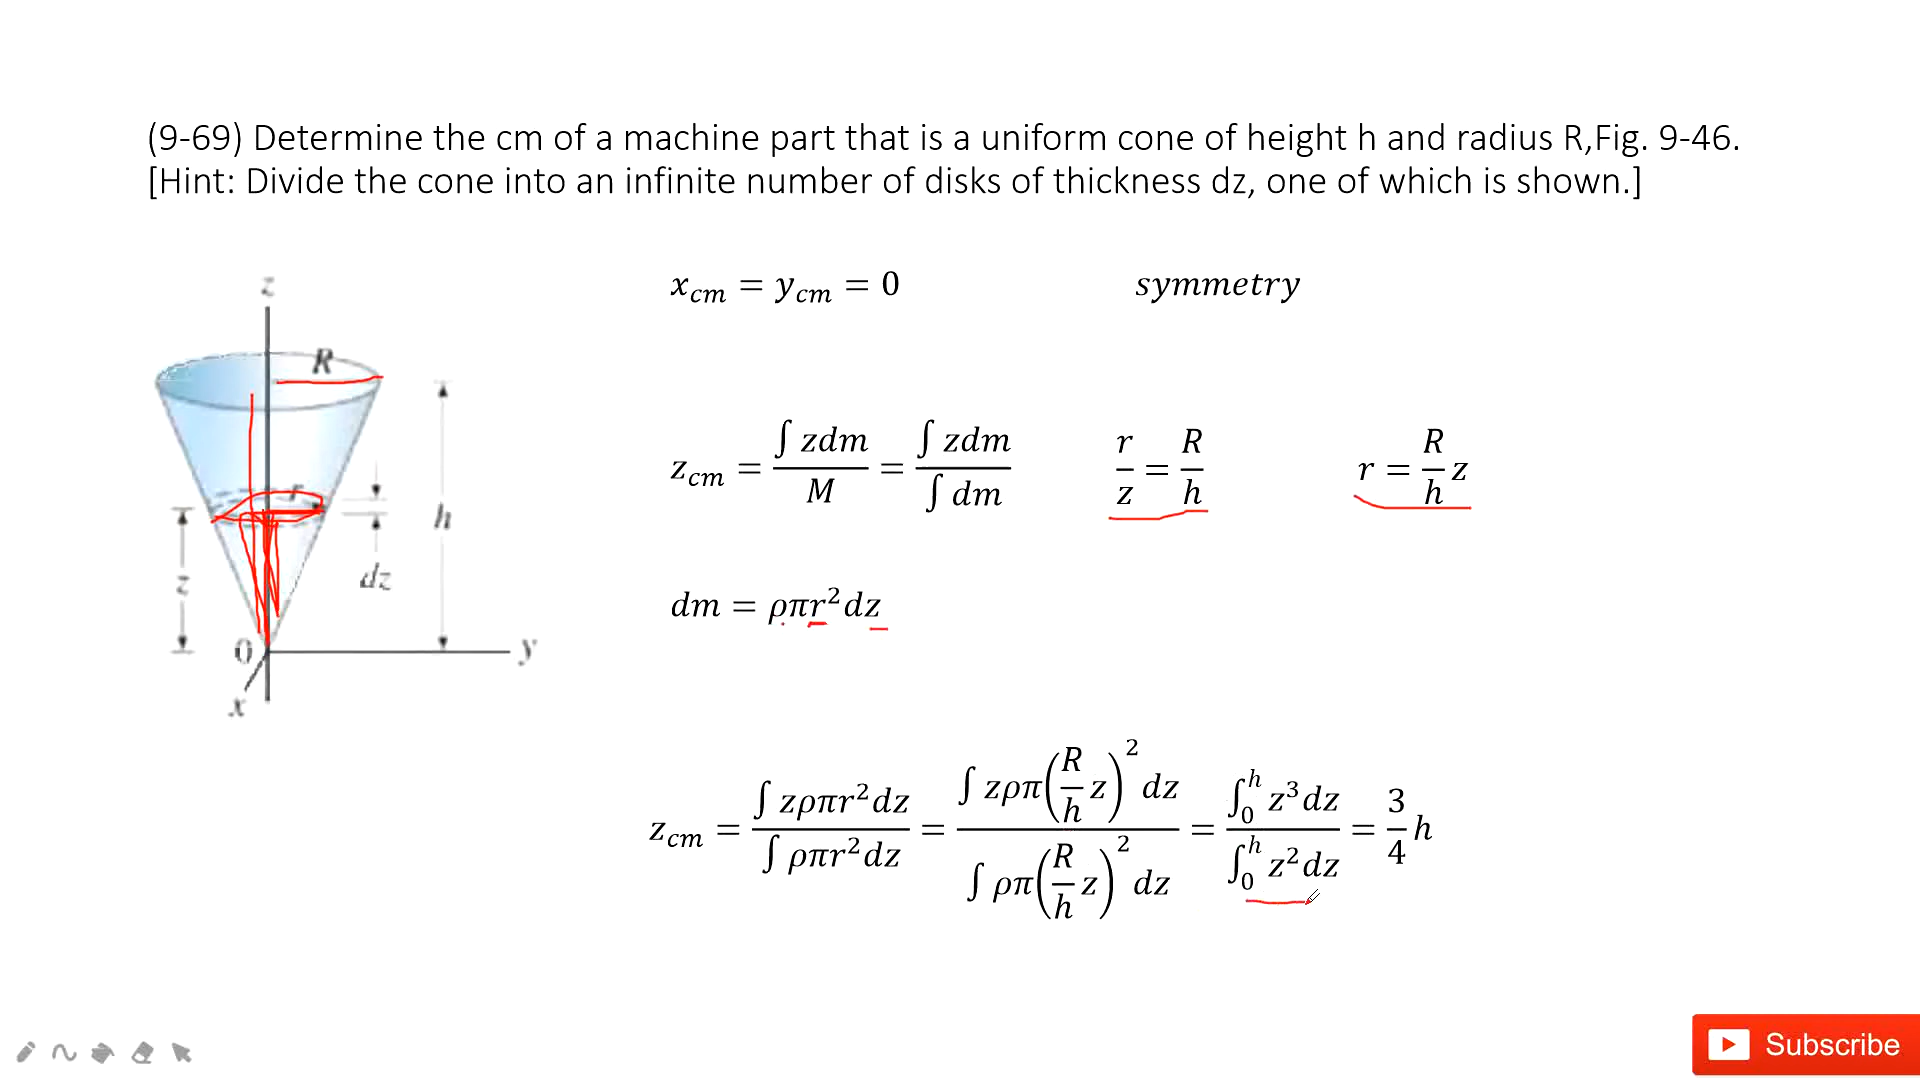 (9-69) Determine the cm of a machine part that is a uniform cone of height h and radius R,Fig. 9-46.
[Hint: Divide the cone into an infinite number of disks of thickness dz, one of which is shown.]
z
R
r
h
z
dz
0
y
x
x_cm = y_cm = 0 symmetry
z_cm = ∫ zdm / M = ∫ zdm / ∫ dm r/z = R/h r = R/h z
dm = ρπr²dz
z_cm = ∫ zρπr²dz / ∫ ρπr²dz = ∫ zρπ(R/h z)² dz / ∫ ρπ(R/h z)² dz = ∫₀ʰ z³dz / ∫₀ʰ z²dz = 3/4 h
Subscribe